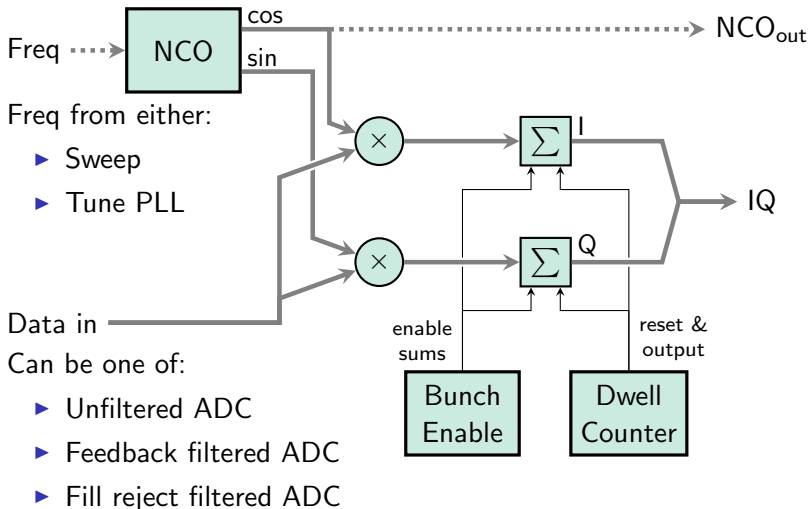 cos
NCO_out
Freq
NCO
sin
Freq from either:
▶ Sweep
▶ Tune PLL
×
∑
I
IQ
×
∑
Q
Data in
enable
sums
reset &
output
Can be one of:
▶ Unfiltered ADC
▶ Feedback filtered ADC
▶ Fill reject filtered ADC
Bunch
Enable
Dwell
Counter